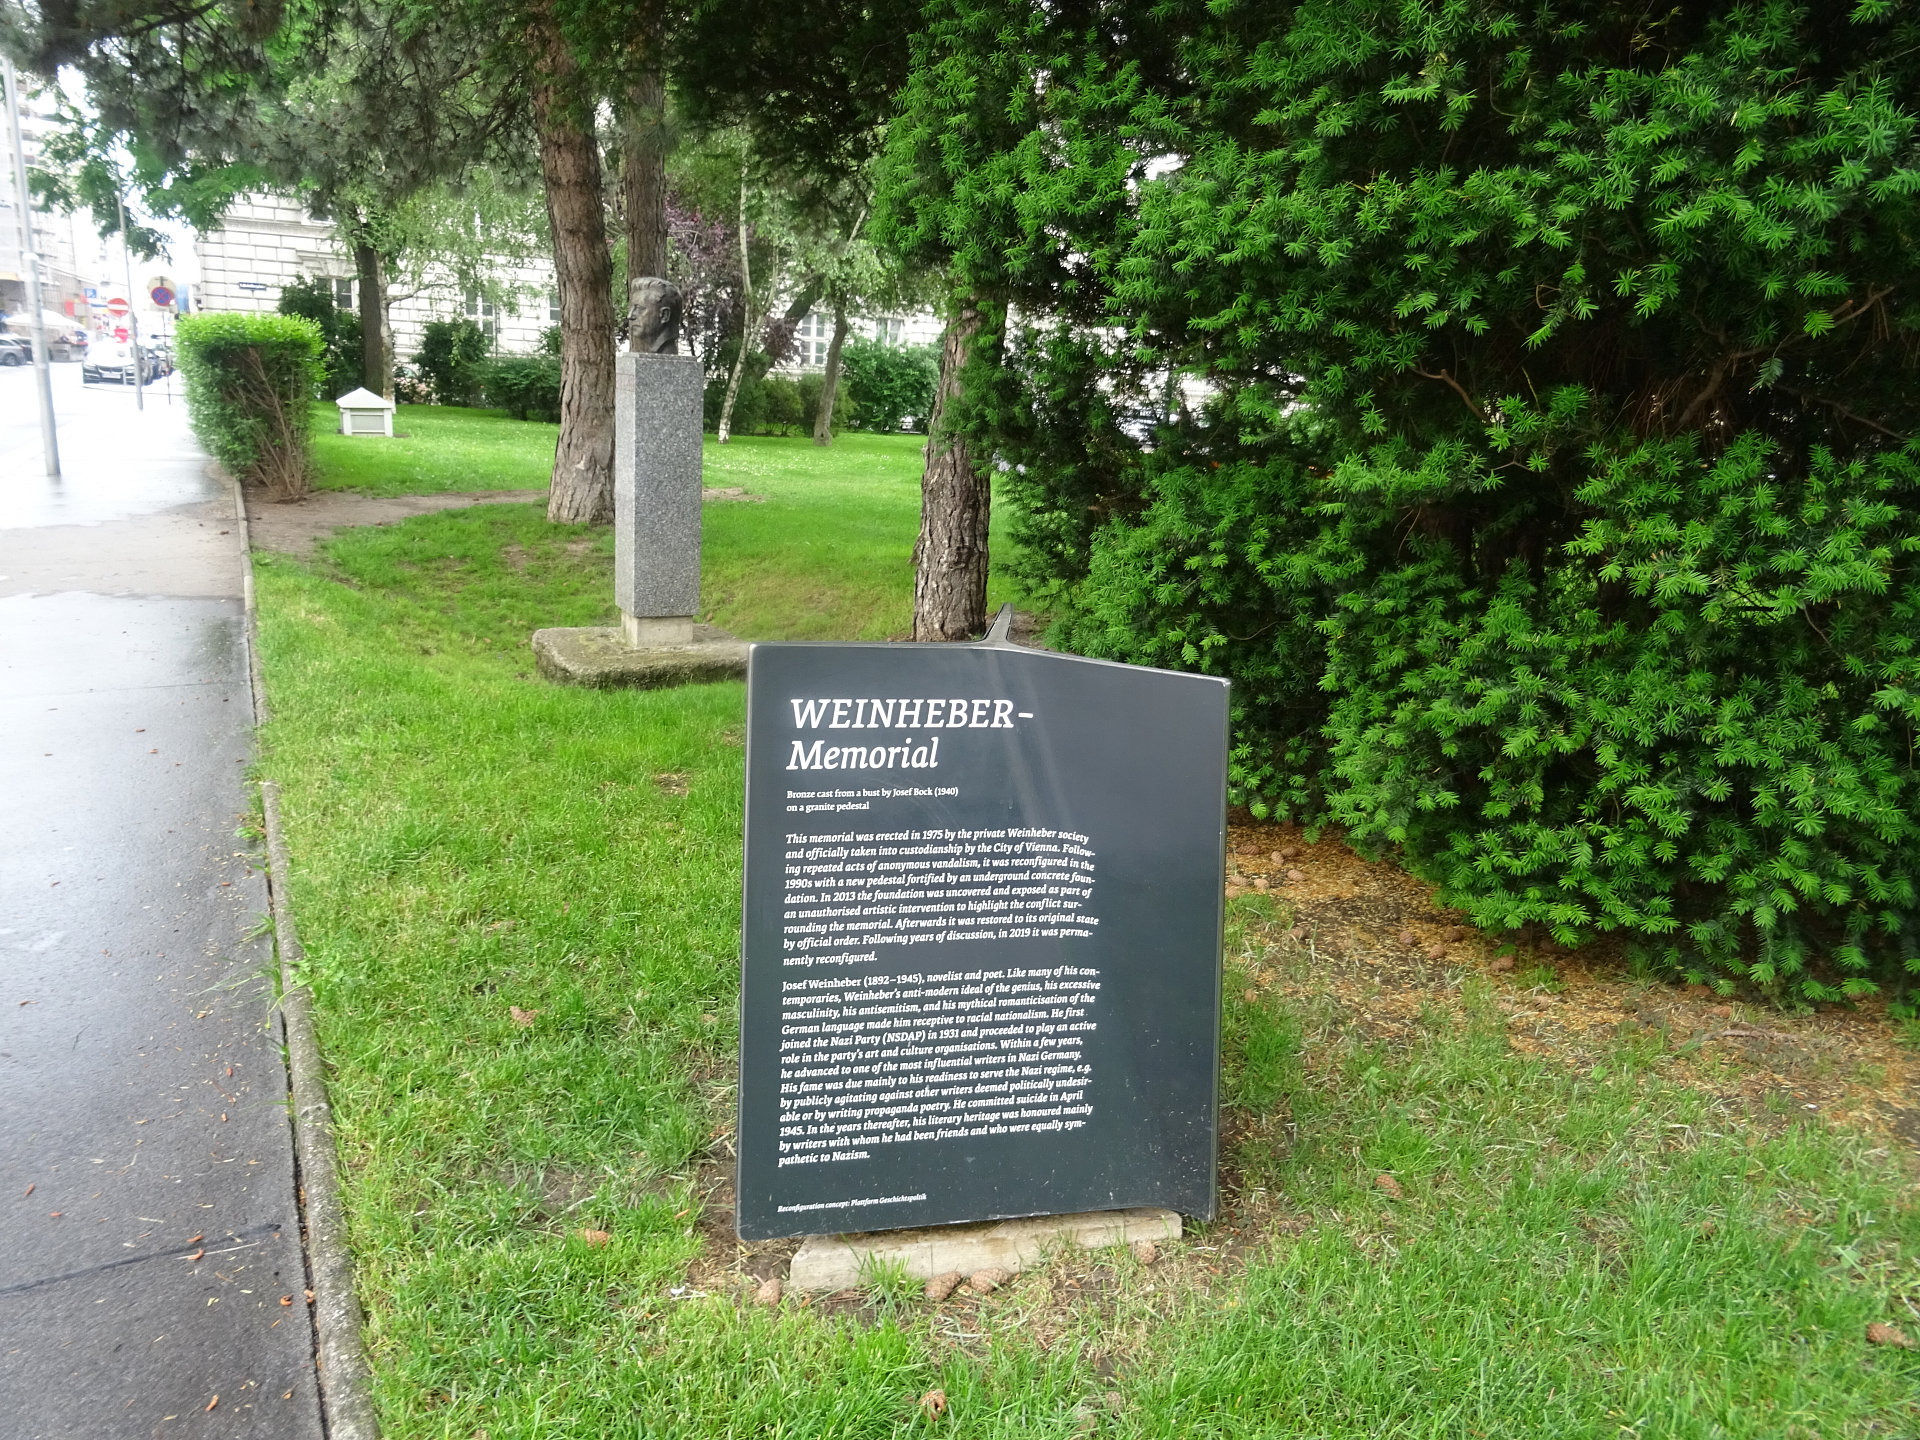 WEINHEBER–
Memorial
Bronze cast from a bust by Josef Bock (1940)
on a granite pedestal
This memorial was erected in 1975 by the private Weinheber society
and officially taken into custodianship by the City of Vienna. Follow-
ing repeated acts of anonymous vandalism, it was reconfigured in the
1990s with a new pedestal fortified by an underground concrete foun-
dation. In 2013 the foundation was uncovered and exposed as part of
an unauthorised artistic intervention to highlight the conflict sur-
rounding the memorial. Afterwards it was restored to its original state
by official order. Following years of discussion, in 2019 it was perma-
nently reconfigured.
Josef Weinheber (1892–1945), novelist and poet. Like many of his con-
temporaries, Weinheber's anti-modern ideal of the genius, his excessive
masculinity, his antisemitism, and his mythical romanticisation of the
German language made him receptive to racial nationalism. He first
joined the Nazi Party (NSDAP) in 1931 and proceeded to play an active
role in the party's art and culture organisations. Within a few years,
he advanced to one of the most influential writers in Nazi Germany.
His fame was due mainly to his readiness to serve the Nazi regime, e.g.
by publicly agitating against other writers deemed politically undesir-
able or by writing propaganda poetry. He committed suicide in April
1945. In the years thereafter, his literary heritage was honoured mainly
by writers with whom he had been friends and who were equally sym-
pathetic to Nazism.
Reconfiguration concept: Plattform Geschichtspolitik